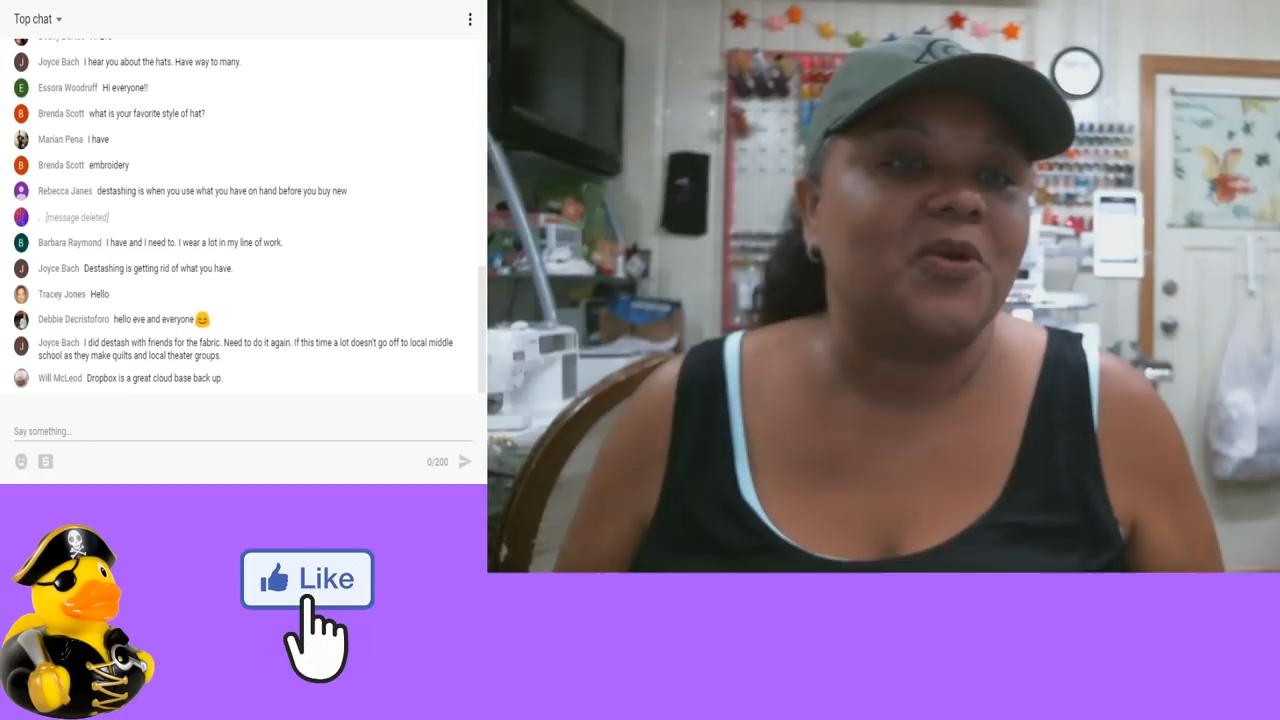 Top chat
Joyce Bach I hear you about the hats. Have way to many.
Essora Woodruff Hi everyone!!
Brenda Scott what is your favorite style of hat?
Marian Pena I have
Brenda Scott embroidery
Rebecca Janes destashing is when you use what you have on hand before you buy new
. [message deleted]
Barbara Raymond I have and I need to. I wear a lot in my line of work.
Joyce Bach Destashing is getting rid of what you have.
Tracey Jones Hello
Debbie Decristoforo hello eve and everyone😊
Joyce Bach I did destash with friends for the fabric. Need to do it again. If this time a lot doesn't go off to local middle
school as they make quilts and local theater groups.
Will McLeod Dropbox is a great cloud base back up.
Say something...
0/200
Like